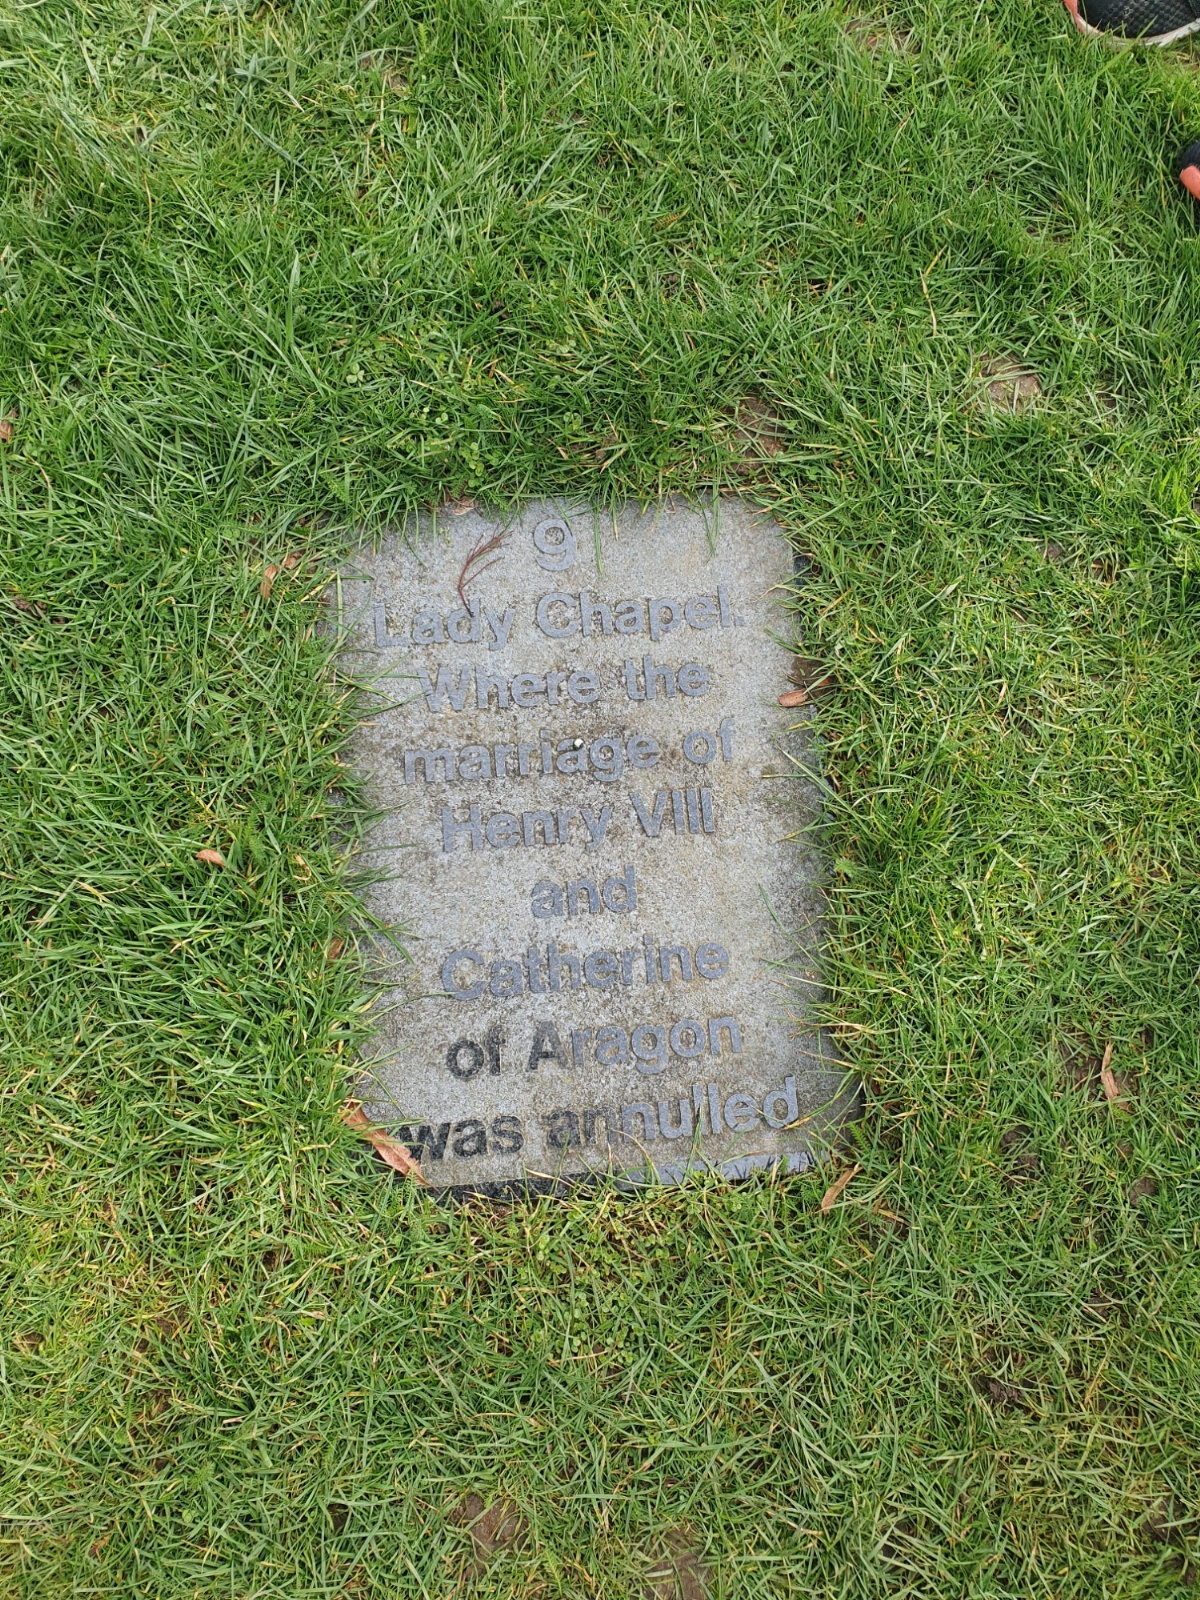 9
Lady Chapel.
Where the
marriage of
Henry VIII
and
Catherine
of Aragon
was annulled